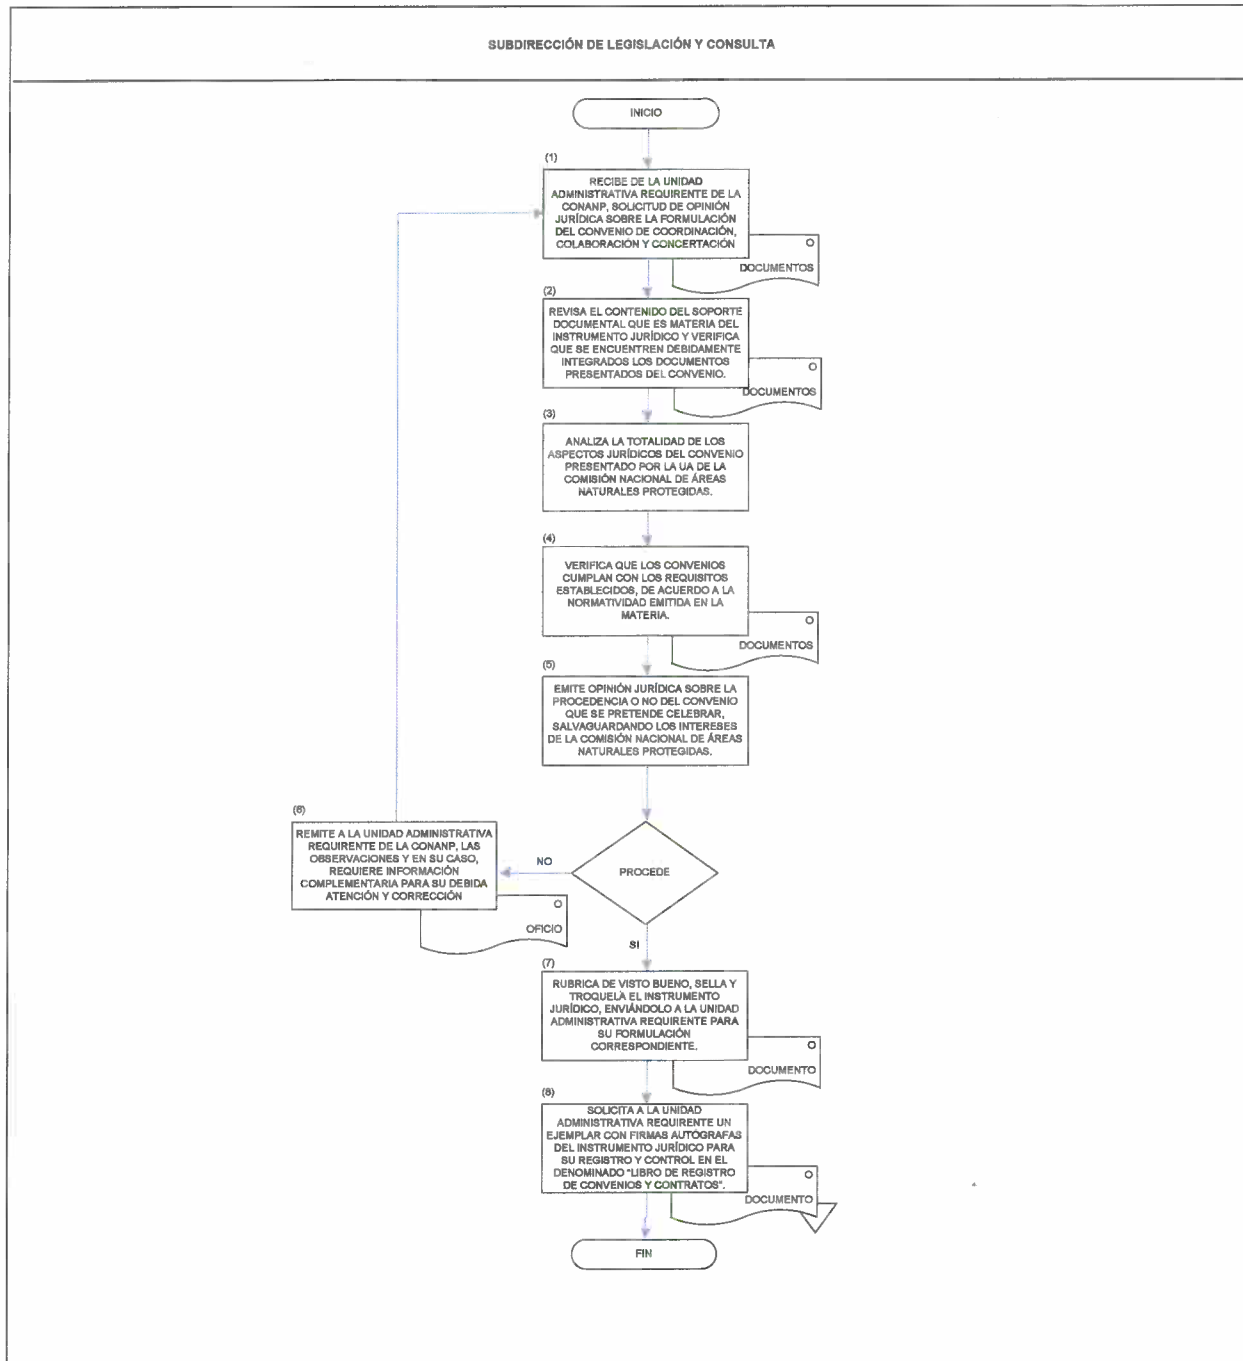 SUBDIRECCIÓN DE LEGISLACIÓN Y CONSULTA
INICIO
(1)
RECIBE DE LA UNIDAD
ADMINISTRATIVA REQUIRENTE DE LA
CONANP, SOLICITUD DE OPINIÓN
JURÍDICA SOBRE LA FORMULACIÓN
DEL CONVENIO DE COORDINACIÓN,
COLABORACIÓN Y CONCERTACIÓN
O
DOCUMENTOS
(2)
REVISA EL CONTENIDO DEL SOPORTE
DOCUMENTAL QUE ES MATERIA DEL
INSTRUMENTO JURÍDICO Y VERIFICA
QUE SE ENCUENTREN DEBIDAMENTE
INTEGRADOS LOS DOCUMENTOS
PRESENTADOS DEL CONVENIO.
O
DOCUMENTOS
(3)
ANALIZA LA TOTALIDAD DE LOS
ASPECTOS JURÍDICOS DEL CONVENIO
PRESENTADO POR LA UA DE LA
COMISIÓN NACIONAL DE ÁREAS
NATURALES PROTEGIDAS.
(4)
VERIFICA QUE LOS CONVENIOS
CUMPLAN CON LOS REQUISITOS
ESTABLECIDOS, DE ACUERDO A LA
NORMATIVIDAD EMITIDA EN LA
MATERIA.
O
DOCUMENTOS
(5)
EMITE OPINIÓN JURÍDICA SOBRE LA
PROCEDENCIA O NO DEL CONVENIO
QUE SE PRETENDE CELEBRAR,
SALVAGUARDANDO LOS INTERESES
DE LA COMISIÓN NACIONAL DE ÁREAS
NATURALES PROTEGIDAS.
PROCEDE
NO
(6)
REMITE A LA UNIDAD ADMINISTRATIVA
REQUIRENTE DE LA CONANP, LAS
OBSERVACIONES Y EN SU CASO,
REQUIERE INFORMACIÓN
COMPLEMENTARIA PARA SU DEBIDA
ATENCIÓN Y CORRECCIÓN
O
OFICIO
SI
(7)
RUBRICA DE VISTO BUENO, SELLA Y
TROQUELA EL INSTRUMENTO
JURÍDICO, ENVIÁNDOLO A LA UNIDAD
ADMINISTRATIVA REQUIRENTE PARA
SU FORMULACIÓN
CORRESPONDIENTE.
O
DOCUMENTO
(8)
SOLICITA A LA UNIDAD
ADMINISTRATIVA REQUIRENTE UN
EJEMPLAR CON FIRMAS AUTÓGRAFAS
DEL INSTRUMENTO JURÍDICO PARA
SU REGISTRO Y CONTROL EN EL
DENOMINADO "LIBRO DE REGISTRO
DE CONVENIOS Y CONTRATOS".
O
DOCUMENTO
FIN